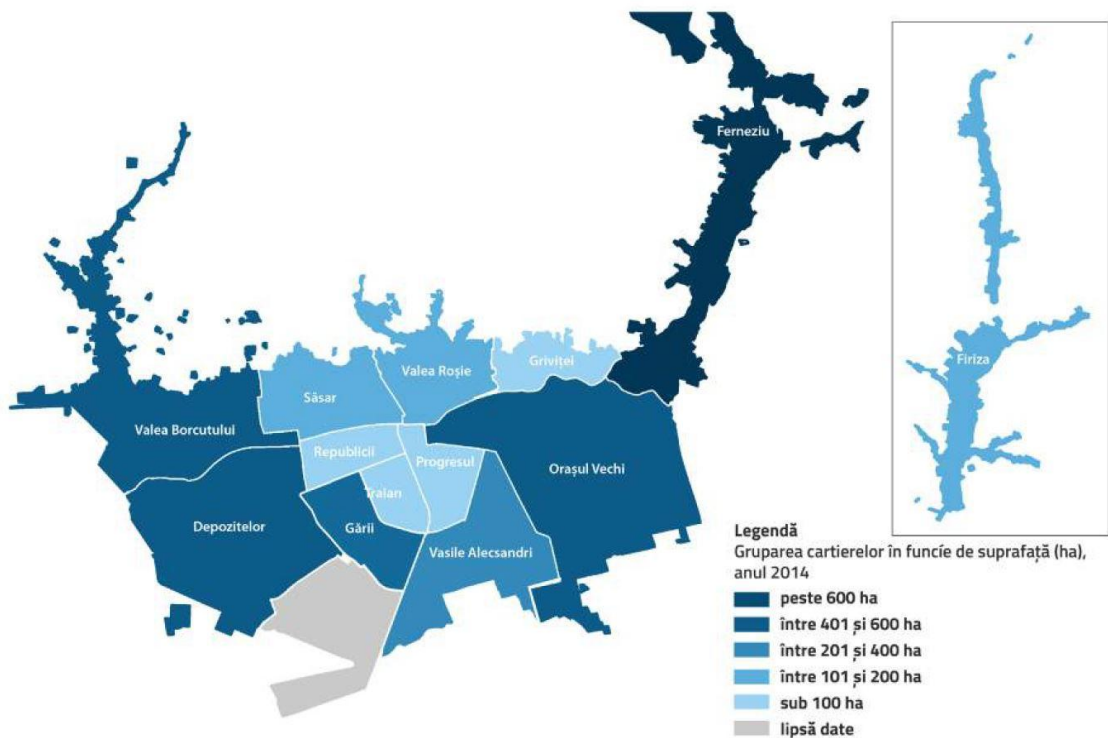 Ferneziu
Firiza
Griviței
Valea Roșie
Săsar
Valea Borcutului
Republicii
Progresul
Orașul Vechi
Traian
Depozitelor
Gării
Vasile Alecsandri
Legendă
Gruparea cartierelor în funcíe de suprafață (ha),
anul 2014
peste 600 ha
între 401 și 600 ha
între 201 și 400 ha
între 101 și 200 ha
sub 100 ha
lipsă date